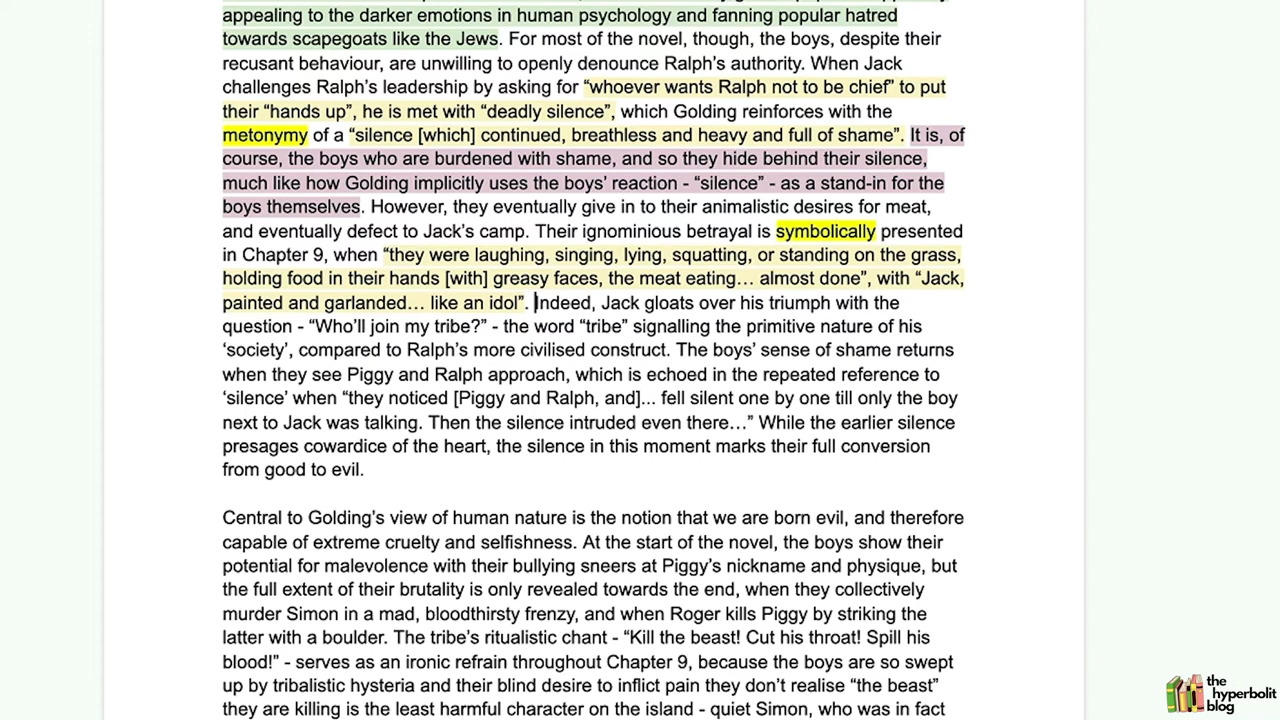 appealing to the darker emotions in human psychology and fanning popular hatred
towards scapegoats like the Jews. For most of the novel, though, the boys, despite their
recusant behaviour, are unwilling to openly denounce Ralph’s authority. When Jack
challenges Ralph’s leadership by asking for “whoever wants Ralph not to be chief” to put
their “hands up”, he is met with “deadly silence”, which Golding reinforces with the
metonymy of a “silence [which] continued, breathless and heavy and full of shame”. It is, of
course, the boys who are burdened with shame, and so they hide behind their silence,
much like how Golding implicitly uses the boys’ reaction - “silence” - as a stand-in for the
boys themselves. However, they eventually give in to their animalistic desires for meat,
and eventually defect to Jack’s camp. Their ignominious betrayal is symbolically presented
in Chapter 9, when “they were laughing, singing, lying, squatting, or standing on the grass,
holding food in their hands [with] greasy faces, the meat eating… almost done”, with “Jack,
painted and garlanded… like an idol”. Indeed, Jack gloats over his triumph with the
question - “Who’ll join my tribe?” - the word “tribe” signalling the primitive nature of his
‘society’, compared to Ralph’s more civilised construct. The boys’ sense of shame returns
when they see Piggy and Ralph approach, which is echoed in the repeated reference to
‘silence’ when “they noticed [Piggy and Ralph, and]... fell silent one by one till only the boy
next to Jack was talking. Then the silence intruded even there…” While the earlier silence
presages cowardice of the heart, the silence in this moment marks their full conversion
from good to evil.
Central to Golding’s view of human nature is the notion that we are born evil, and therefore
capable of extreme cruelty and selfishness. At the start of the novel, the boys show their
potential for malevolence with their bullying sneers at Piggy’s nickname and physique, but
the full extent of their brutality is only revealed towards the end, when they collectively
murder Simon in a mad, bloodthirsty frenzy, and when Roger kills Piggy by striking the
latter with a boulder. The tribe’s ritualistic chant - “Kill the beast! Cut his throat! Spill his
blood!” - serves as an ironic refrain throughout Chapter 9, because the boys are so swept
up by tribalistic hysteria and their blind desire to inflict pain they don’t realise “the beast”
they are killing is the least harmful character on the island - quiet Simon, who was in fact
the
hyperbolit
blog